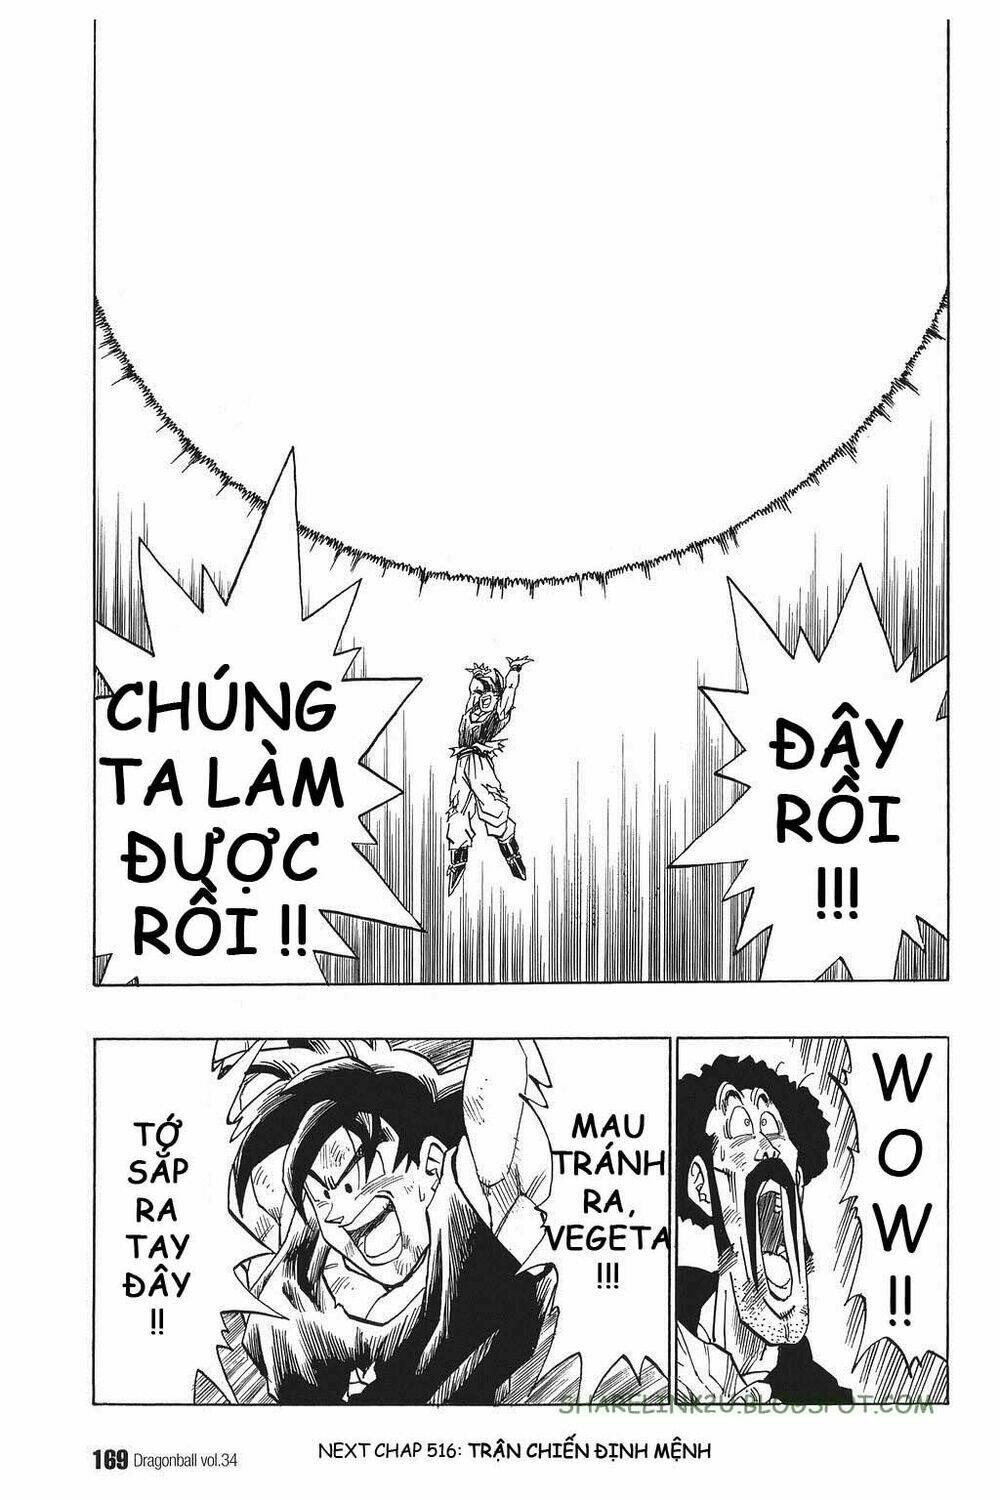 ĐÂY
RỒI
!!!
CHÚNG
TA LÀM
ĐƯỢC
RỒI !!
W
O
W
!!
MAU
TRÁNH
RA,
VEGETA
!!!
TỚ
SẮP
RA
TAY
ĐÂY
!!
SHARELINK2U.BLOGSPOT.COM
169 Dragonball vol.34
NEXT CHAP 516: TRẬN CHIẾN ĐỊNH MỆNH